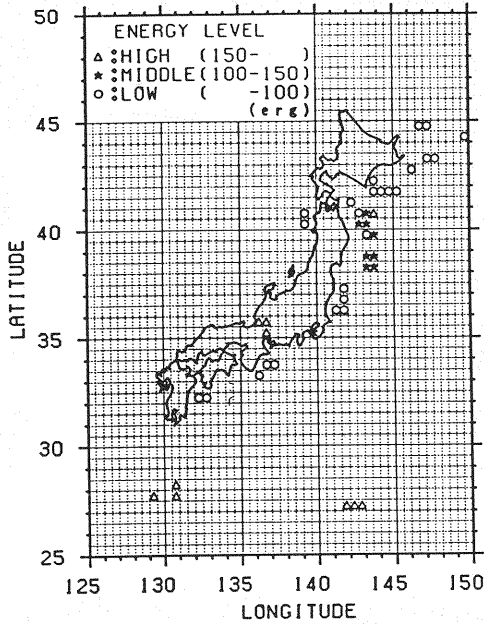 50
ENERGY LEVEL
△ :HIGH (150- )
★ :MIDDLE(100-150)
○ :LOW ( -100)
(erg)
45
40
35
30
25
LATITUDE
125 130 135 140 145 150
LONGITUDE